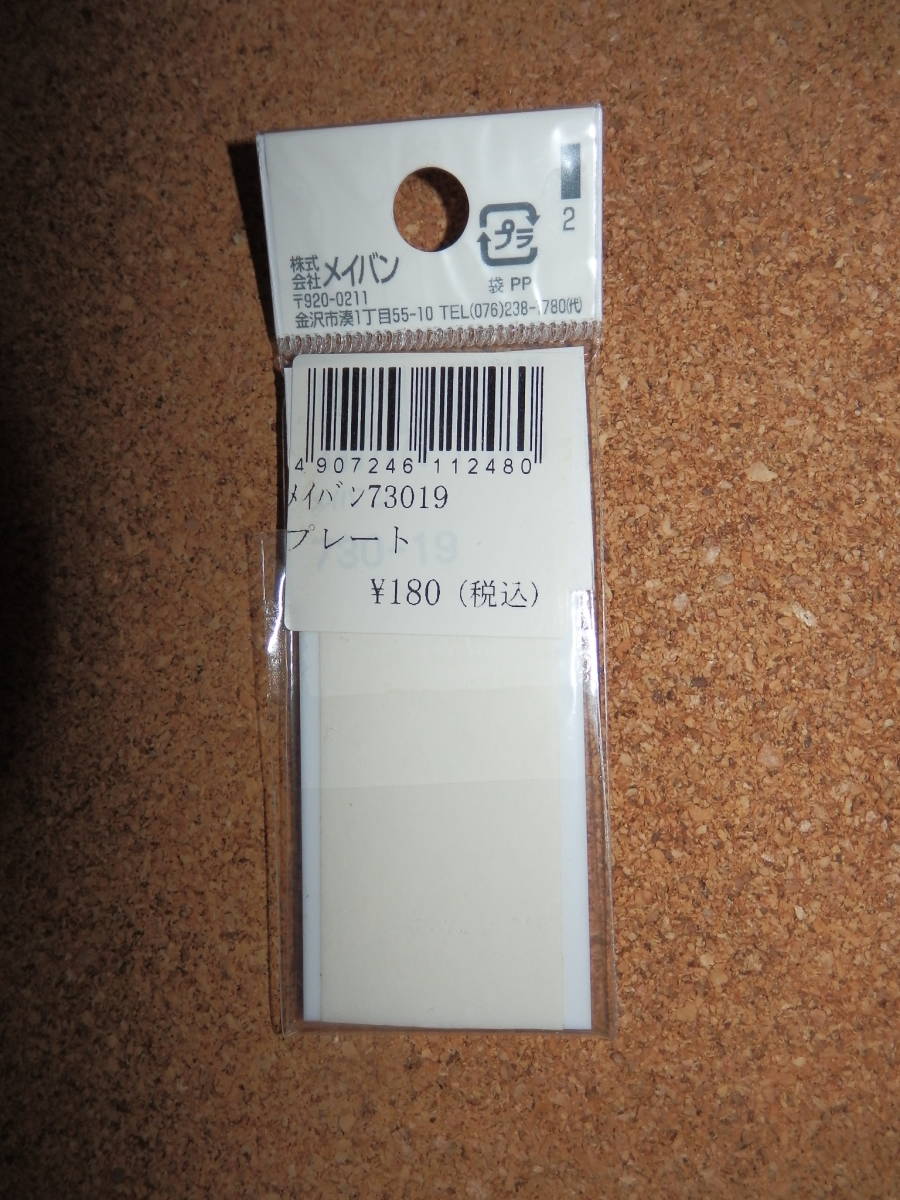 2
プラ
袋 PP
株式
会社メイバン
〒920-0211
金沢市湊1丁目55-10 TEL(076)238-1780(代)
4 907246 112480
ﾒｲﾊﾞﾝ73019
プレート
730-19
¥180 (税込)